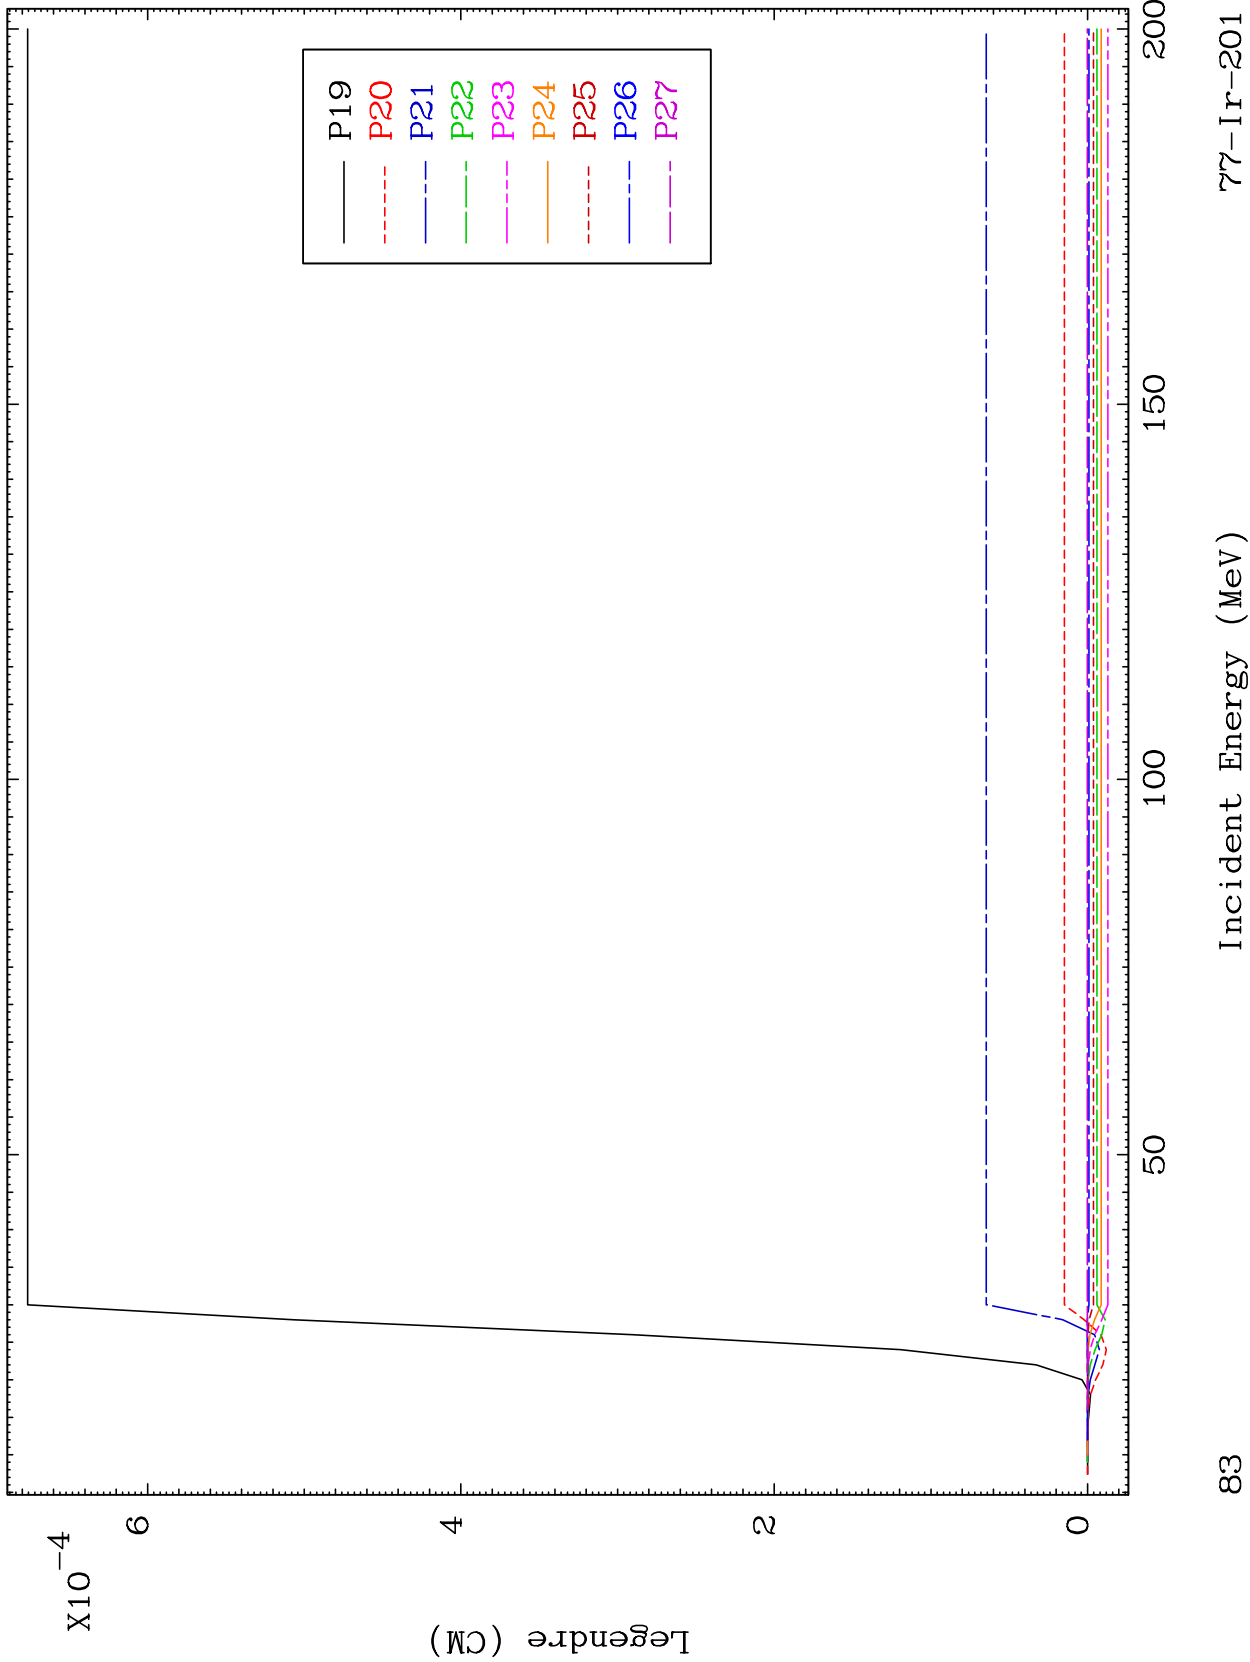 X10-4
Legendre (CM)
6
4
2
0
P19
P20
P21
P22
P23
P24
P25
P26
P27
50
100
150
200
Incident Energy (MeV)
83
77-Ir-201